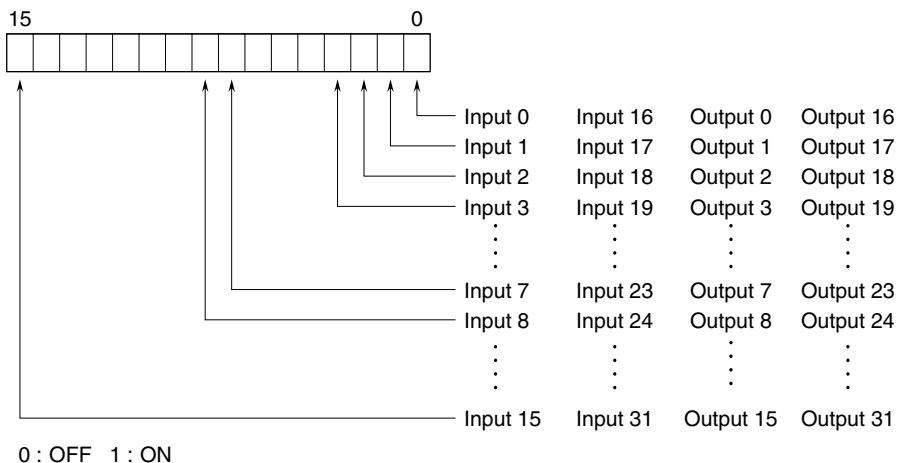 15 0
Input 0 Input 16 Output 0 Output 16
Input 1 Input 17 Output 1 Output 17
Input 2 Input 18 Output 2 Output 18
Input 3 Input 19 Output 3 Output 19
Input 7 Input 23 Output 7 Output 23
Input 8 Input 24 Output 8 Output 24
Input 15 Input 31 Output 15 Output 31
0 : OFF 1 : ON